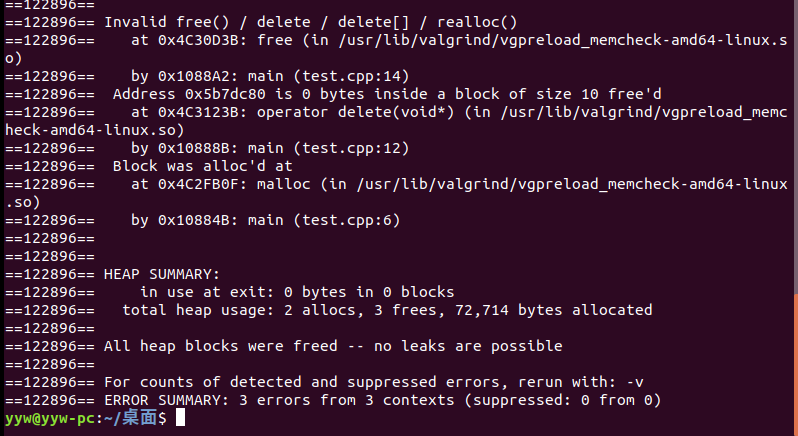 ==122896==
==122896== Invalid free() / delete / delete[] / realloc()
==122896==    at 0x4C30D3B: free (in /usr/lib/valgrind/vgpreload_memcheck-amd64-linux.s
o)
==122896==    by 0x1088A2: main (test.cpp:14)
==122896==  Address 0x5b7dc80 is 0 bytes inside a block of size 10 free'd
==122896==    at 0x4C3123B: operator delete(void*) (in /usr/lib/valgrind/vgpreload_memc
heck-amd64-linux.so)
==122896==    by 0x10888B: main (test.cpp:12)
==122896==  Block was alloc'd at
==122896==    at 0x4C2FB0F: malloc (in /usr/lib/valgrind/vgpreload_memcheck-amd64-linux
.so)
==122896==    by 0x10884B: main (test.cpp:6)
==122896==
==122896==
==122896== HEAP SUMMARY:
==122896==     in use at exit: 0 bytes in 0 blocks
==122896==   total heap usage: 2 allocs, 3 frees, 72,714 bytes allocated
==122896==
==122896== All heap blocks were freed -- no leaks are possible
==122896==
==122896== For counts of detected and suppressed errors, rerun with: -v
==122896== ERROR SUMMARY: 3 errors from 3 contexts (suppressed: 0 from 0)
yyw@yyw-pc:~/桌面$